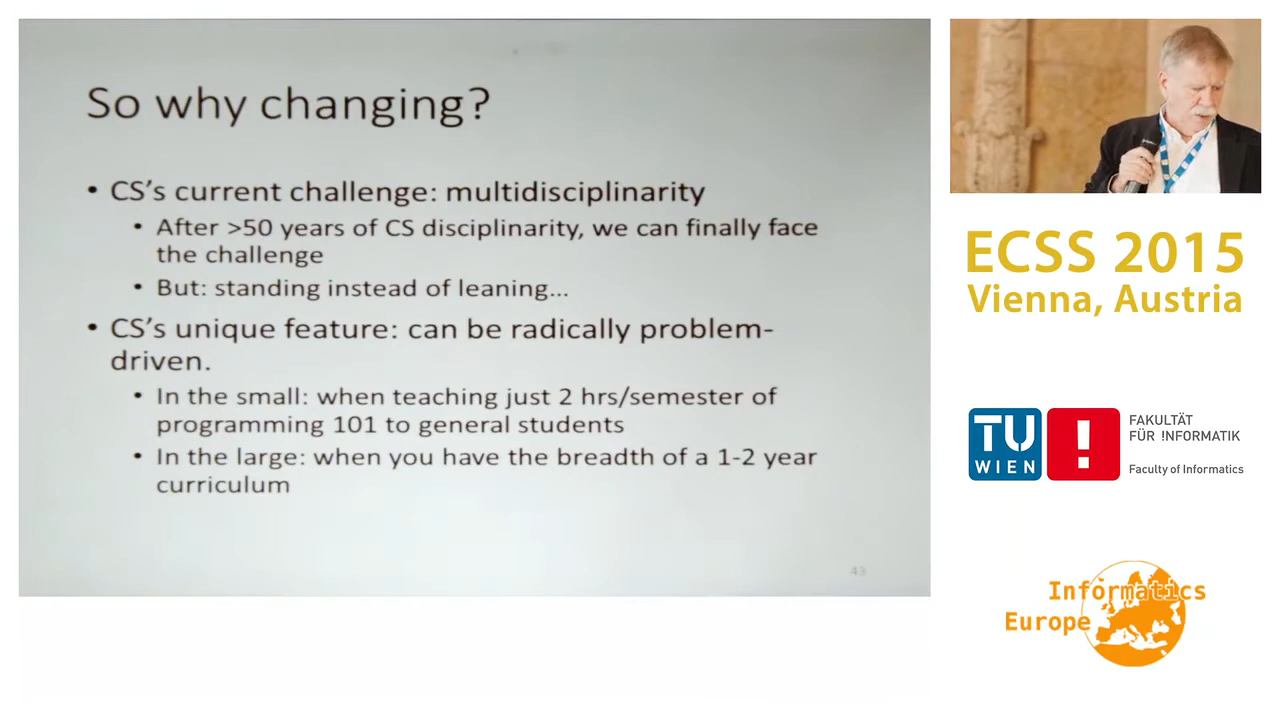 So why changing?
• CS's current challenge: multidisciplinarity
• After >50 years of CS disciplinarity, we can finally face
the challenge
• But: standing instead of leaning...
• CS's unique feature: can be radically problem-
driven.
• In the small: when teaching just 2 hrs/semester of
programming 101 to general students
• In the large: when you have the breadth of a 1-2 year
curriculum
43
ECSS 2015
Vienna, Austria
TU
WIEN
!
FAKULTÄT
FÜR !NFORMATIK
Faculty of Informatics
Informatics
Europe